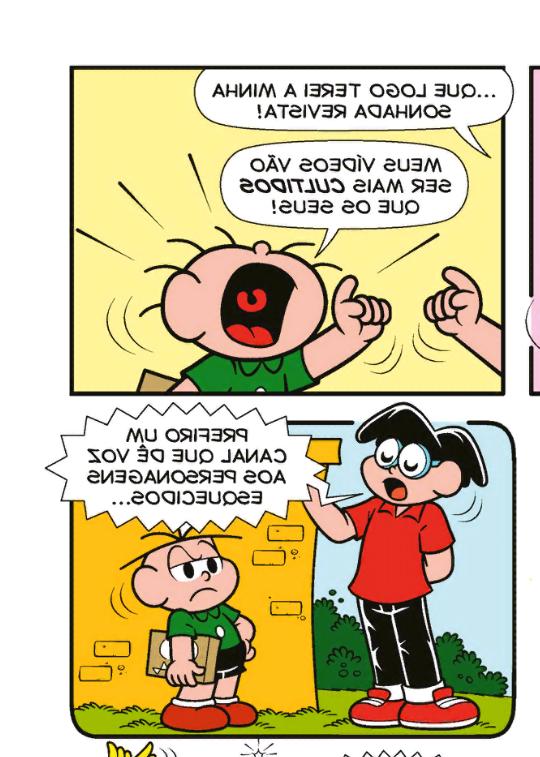 ...QUE LOGO TEREI A MINHA
SONHADA REVISTA!
MEUS VÍDEOS VÃO
SER MAIS CULTIDOS
QUE OS SEUS!
PREFIRO UM
CANAL QUE DÊ VOZ
AOS PERSONAGENS
ESQUECIDOS...